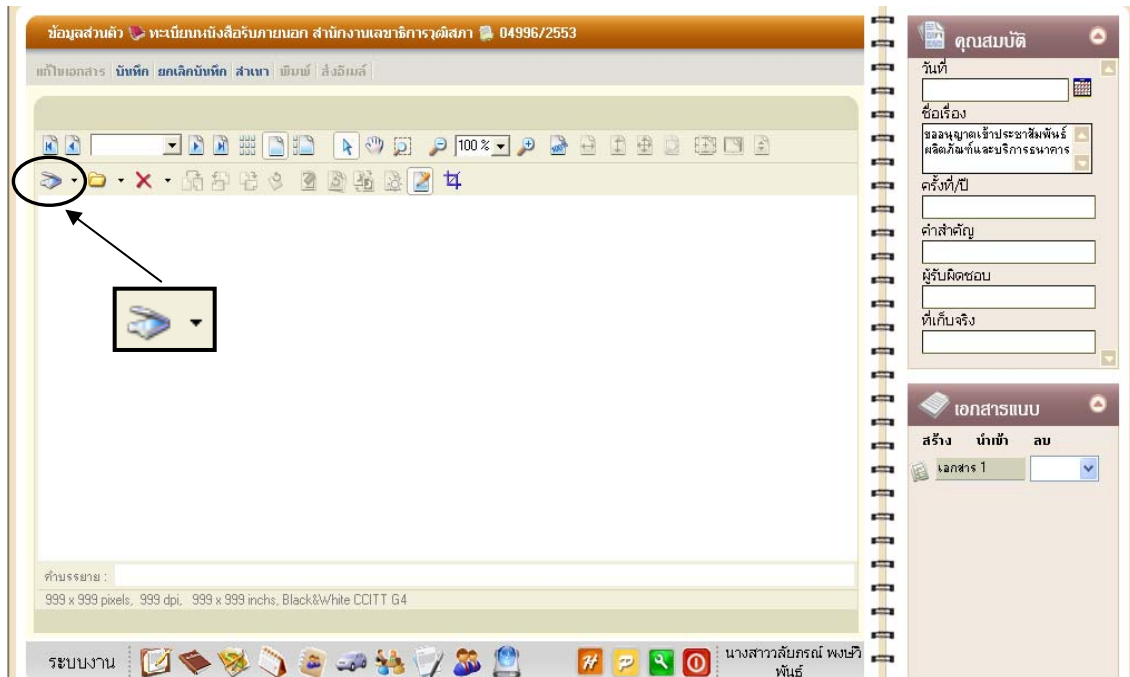 ข้อมูลส่วนตัว ทะเบียนหนังสือรับภายนอก สำนักงานเลขาธิการวุฒิสภา 04996/2553
แก้ไขเอกสาร บันทึก ยกเลิกบันทึก สำเนา พิมพ์ ส่งอีเมล์
100 %
คำบรรยาย :
999 x 999 pixels, 999 dpi, 999 x 999 inchs, Black&White CCITT G4
ระบบงาน
H P
นางสาววลัยภรณ์ พงษ์วิ
พันธ์
คุณสมบัติ
วันที่
ชื่อเรื่อง
ขออนุญาตเข้าประชาสัมพันธ์
ผลิตภัณฑ์และบริการธนาคาร
ครั้งที่/ปี
คำสำคัญ
ผู้รับผิดชอบ
ที่เก็บจริง
เอกสารแนบ
สร้าง นำเข้า ลบ
เอกสาร 1